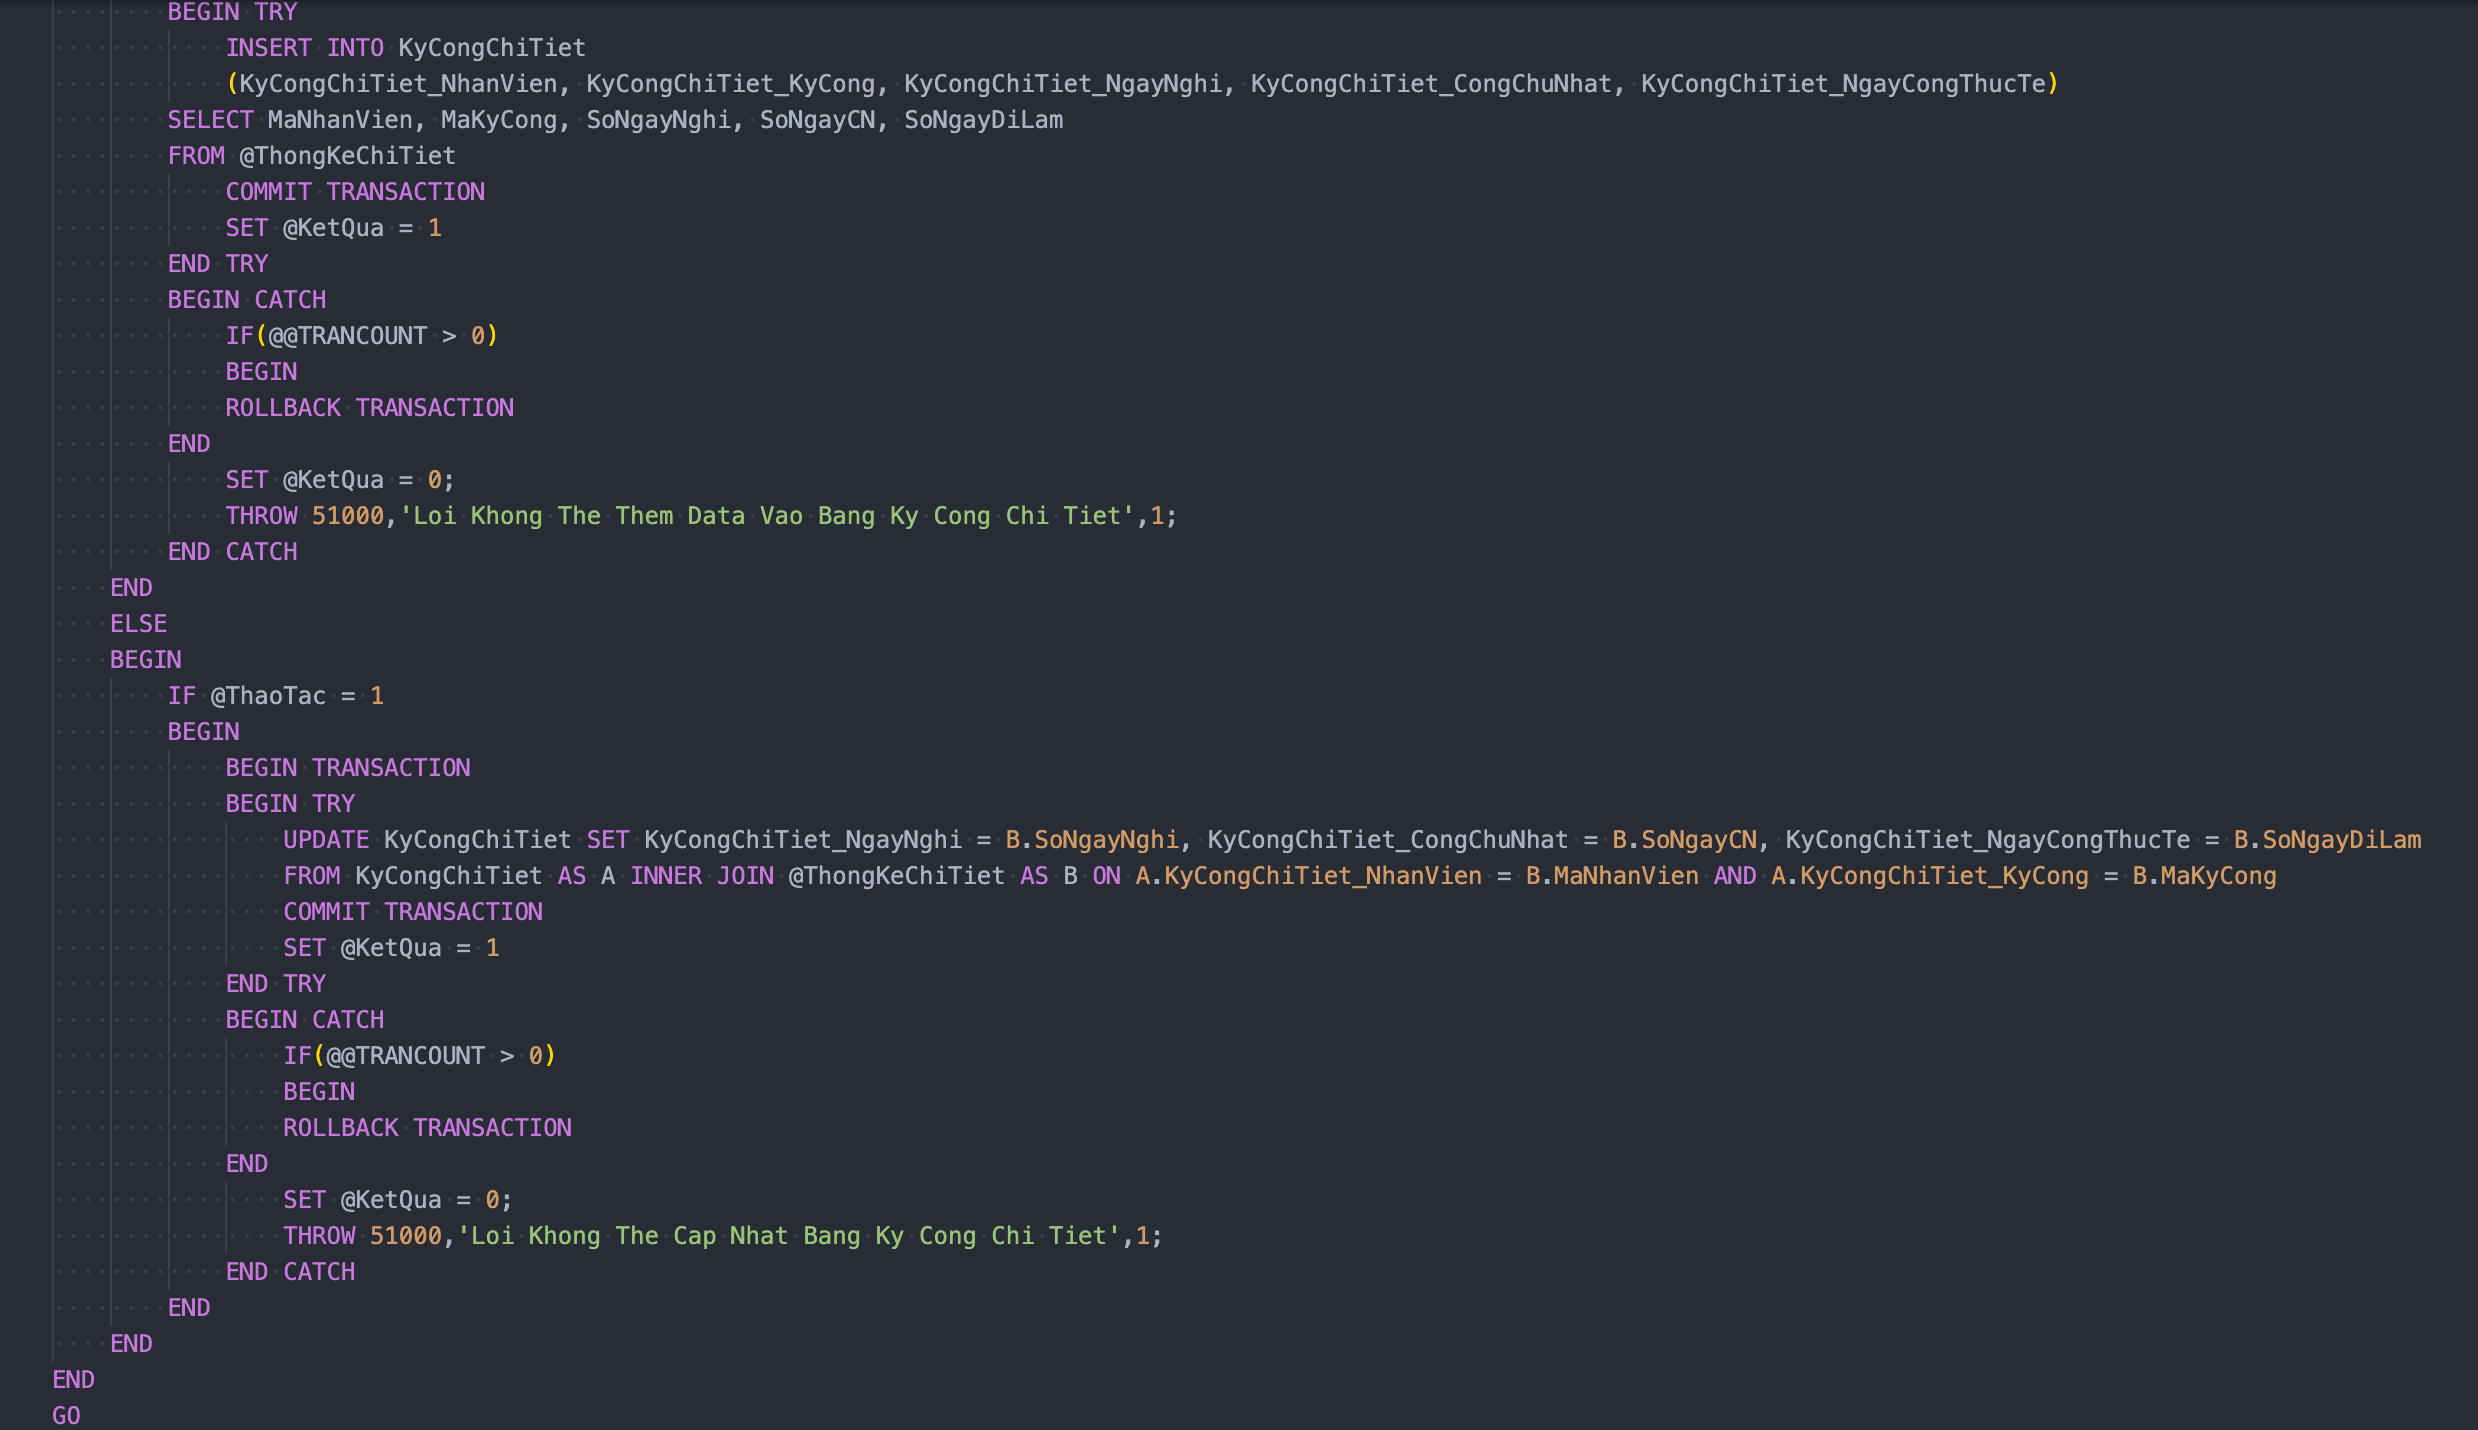 BEGIN TRY
INSERT INTO KyCongChiTiet
(KyCongChiTiet_NhanVien, KyCongChiTiet_KyCong, KyCongChiTiet_NgayNghi, KyCongChiTiet_CongChuNhat, KyCongChiTiet_NgayCongThucTe)
SELECT MaNhanVien, MaKyCong, SoNgayNghi, SoNgayCN, SoNgayDiLam
FROM @ThongKeChiTiet
COMMIT TRANSACTION
SET @KetQua = 1
END TRY
BEGIN CATCH
IF(@@TRANCOUNT > 0)
BEGIN
ROLLBACK TRANSACTION
END
SET @KetQua = 0;
THROW 51000,'Loi Khong The Them Data Vao Bang Ky Cong Chi Tiet',1;
END CATCH
END
ELSE
BEGIN
IF @ThaoTac = 1
BEGIN
BEGIN TRANSACTION
BEGIN TRY
UPDATE KyCongChiTiet SET KyCongChiTiet_NgayNghi = B.SoNgayNghi, KyCongChiTiet_CongChuNhat = B.SoNgayCN, KyCongChiTiet_NgayCongThucTe = B.SoNgayDiLam
FROM KyCongChiTiet AS A INNER JOIN @ThongKeChiTiet AS B ON A.KyCongChiTiet_NhanVien = B.MaNhanVien AND A.KyCongChiTiet_KyCong = B.MaKyCong
COMMIT TRANSACTION
SET @KetQua = 1
END TRY
BEGIN CATCH
IF(@@TRANCOUNT > 0)
BEGIN
ROLLBACK TRANSACTION
END
SET @KetQua = 0;
THROW 51000,'Loi Khong The Cap Nhat Bang Ky Cong Chi Tiet',1;
END CATCH
END
END
END
GO